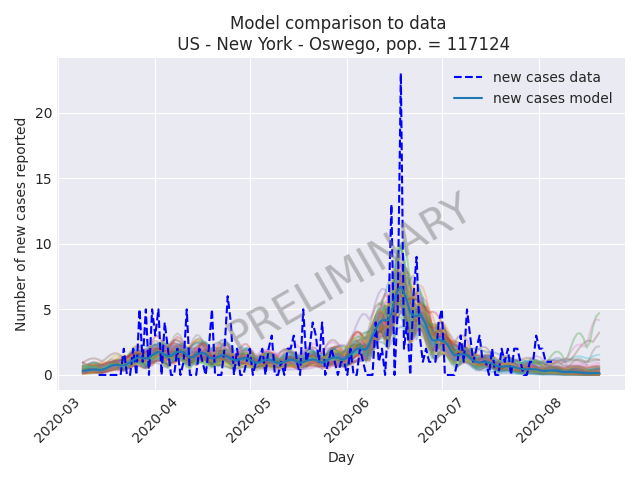 Model comparison to data
US - New York - Oswego, pop. = 117124
new cases data
new cases model
Number of new cases reported
20
15
10
5
0
PRELIMINARY
2020-03
2020-04
2020-05
2020-06
2020-07
2020-08
Day